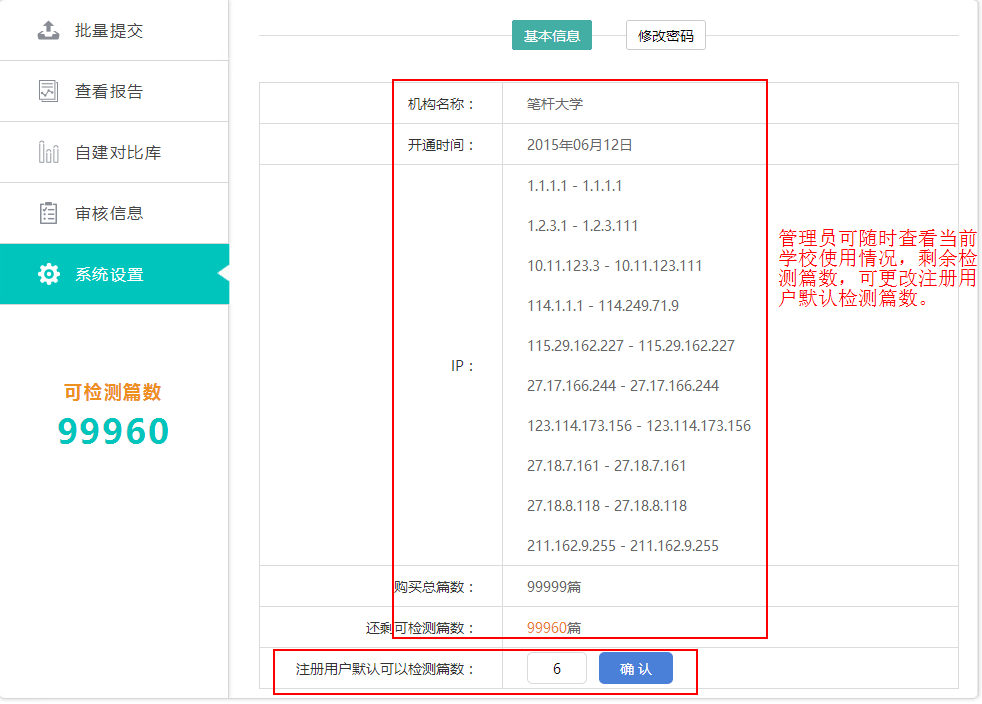 批量提交
查看报告
自建对比库
审核信息
系统设置
可检测篇数
99960
基本信息
修改密码
机构名称：
笔杆大学
开通时间：
2015年06月12日
IP：
1.1.1.1 - 1.1.1.1
1.2.3.1 - 1.2.3.111
10.11.123.3 - 10.11.123.111
114.1.1.1 - 114.249.71.9
115.29.162.227 - 115.29.162.227
27.17.166.244 - 27.17.166.244
123.114.173.156 - 123.114.173.156
27.18.7.161 - 27.18.7.161
27.18.8.118 - 27.18.8.118
211.162.9.255 - 211.162.9.255
购买总篇数：
99999篇
还剩可检测篇数：
99960篇
注册用户默认可以检测篇数：
6
确 认
管理员可随时查看当前
学校使用情况，剩余检
测篇数，可更改注册用
户默认检测篇数。